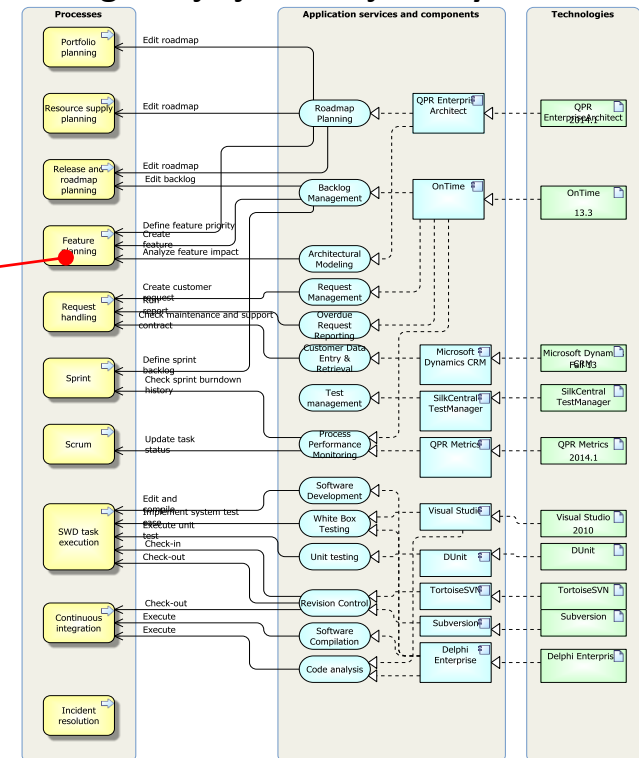 Processes
Application services and components
Technologies
Portfolio
planning
Edit roadmap
Resource supply
planning
Edit roadmap
Roadmap
Planning
QPR Enterprise
Architect
QPR
EnterpriseArchitect
2014.1
Release and
roadmap
planning
Edit roadmap
Edit backlog
Backlog
Management
OnTime
OnTime
13.3
Feature
planning
Define feature priority
Create
feature
Analyze feature impact
Architectural
Modeling
Request
handling
Create customer
request
Run
report
Check maintenance and support
contract
Request
Management
Overdue
Request
Reporting
Customer Data
Entry &
Retrieval
Microsoft
Dynamics CRM
Microsoft Dynam
CRM
Fall 13
Sprint
Define sprint
backlog
Check sprint burndown
history
Test
management
SilkCentral
TestManager
SilkCentral
TestManager
Scrum
Update task
status
Process
Performance
Monitoring
QPR Metrics
QPR Metrics
2014.1
SWD task
execution
Edit and
compile
Implement system test
case
Execute unit
test
Check-in
Check-out
Software
Development
White Box
Testing
Unit testing
Visual Studio
Visual Studio
2010
DUnit
DUnit
Continuous
integration
Check-out
Execute
Execute
Revision Control
Software
Compilation
Code analysis
TortoiseSVN
TortoiseSVN
Subversion
Subversion
Delphi
Enterprise
Delphi Enterpris
Incident
resolution